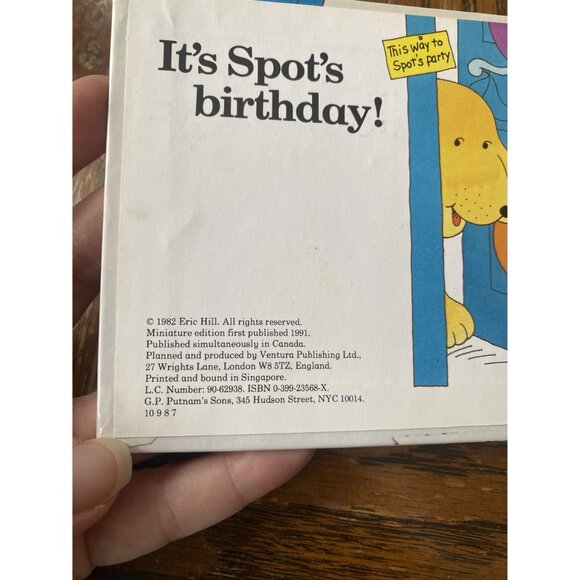 It's Spot's
birthday!
This way to
Spot's party
© 1982 Eric Hill. All rights reserved.
Miniature edition first published 1991.
Published simultaneously in Canada.
Planned and produced by Ventura Publishing Ltd.,
27 Wrights Lane, London W8 5TZ, England.
Printed and bound in Singapore.
L.C. Number: 90-62938. ISBN 0-399-23568-X.
G.P. Putnam's Sons, 345 Hudson Street, NYC 10014.
10 9 8 7